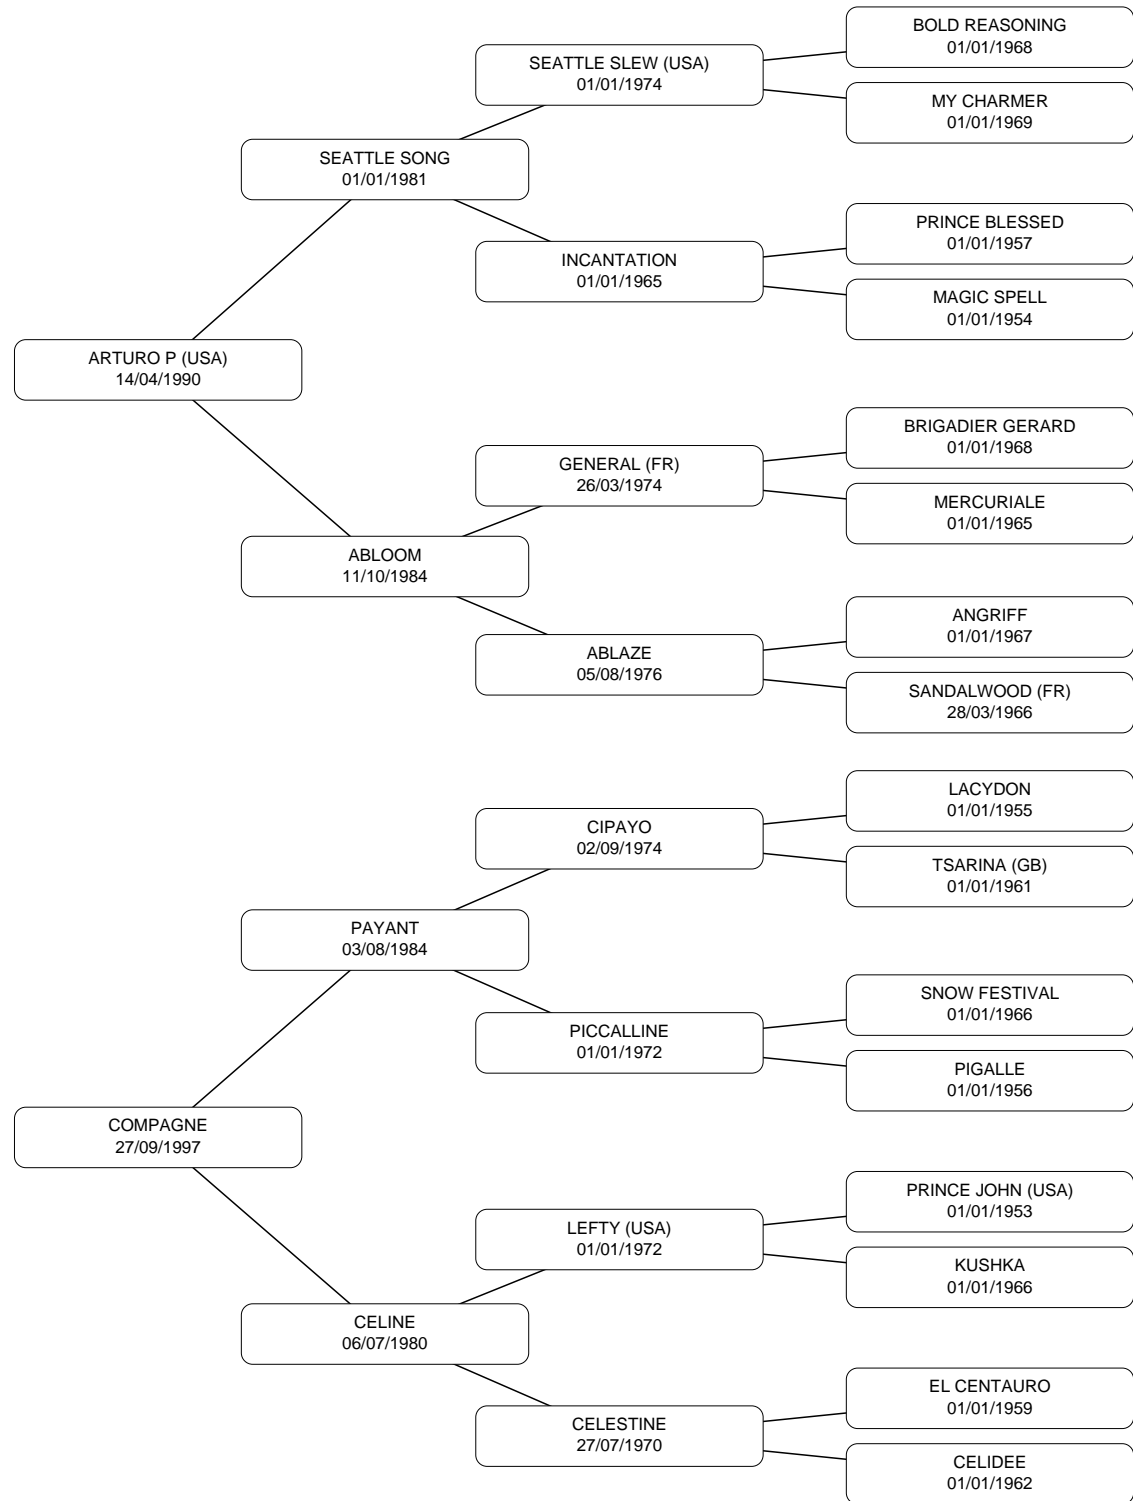 BOLD REASONING
01/01/1968
SEATTLE SLEW (USA)
01/01/1974
MY CHARMER
01/01/1969
SEATTLE SONG
01/01/1981
PRINCE BLESSED
01/01/1957
INCANTATION
01/01/1965
MAGIC SPELL
01/01/1954
ARTURO P (USA)
14/04/1990
BRIGADIER GERARD
01/01/1968
GENERAL (FR)
26/03/1974
MERCURIALE
01/01/1965
ABLOOM
11/10/1984
ANGRIFF
01/01/1967
ABLAZE
05/08/1976
SANDALWOOD (FR)
28/03/1966
LACYDON
01/01/1955
CIPAYO
02/09/1974
TSARINA (GB)
01/01/1961
PAYANT
03/08/1984
SNOW FESTIVAL
01/01/1966
PICCALLINE
01/01/1972
PIGALLE
01/01/1956
COMPAGNE
27/09/1997
PRINCE JOHN (USA)
01/01/1953
LEFTY (USA)
01/01/1972
KUSHKA
01/01/1966
CELINE
06/07/1980
EL CENTAURO
01/01/1959
CELESTINE
27/07/1970
CELIDEE
01/01/1962